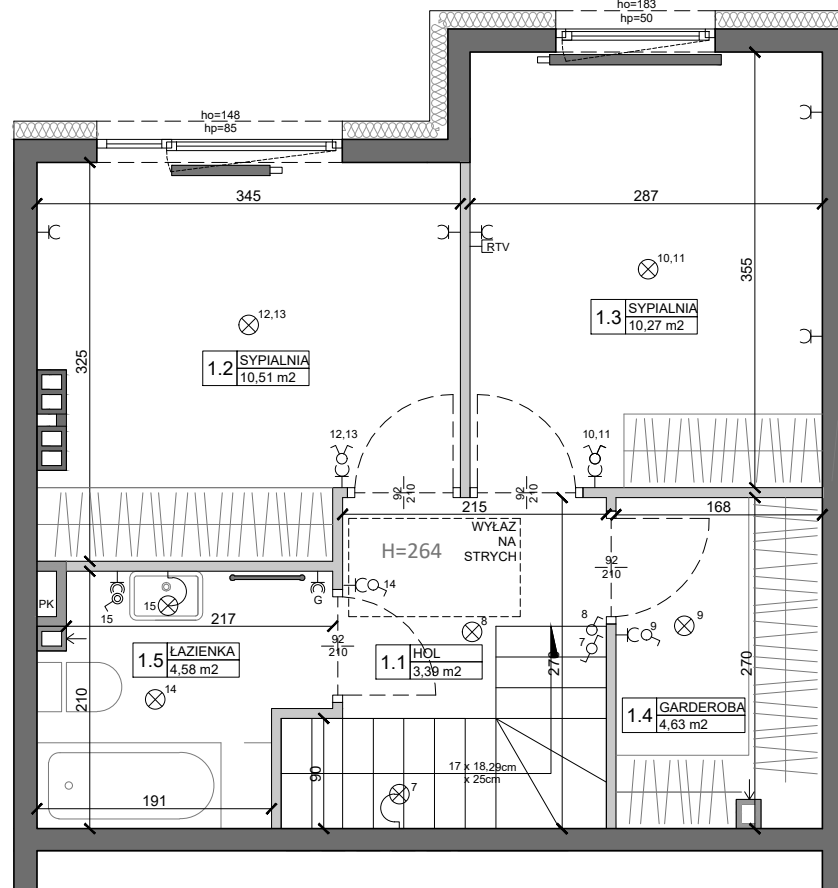 ho=183
hp=50
ho=148
hp=85
345
287
RTV
10,11
12,13
355
1.3 SYPIALNIA
10,27 m2
325
1.2 SYPIALNIA
10,51 m2
12,13
10,11
92
210
92
210
215
168
WYŁAZ
NA
STRYCH
H=264
92
210
PK
15
15
G
14
217
8
8
9
9
7
92
210
1.5 ŁAZIENKA
4,58 m2
1.1 HOL
3,39 m2
270
270
14
210
1.4 GARDEROBA
4,63 m2
17 x 18,29cm
x 25cm
90
7
191